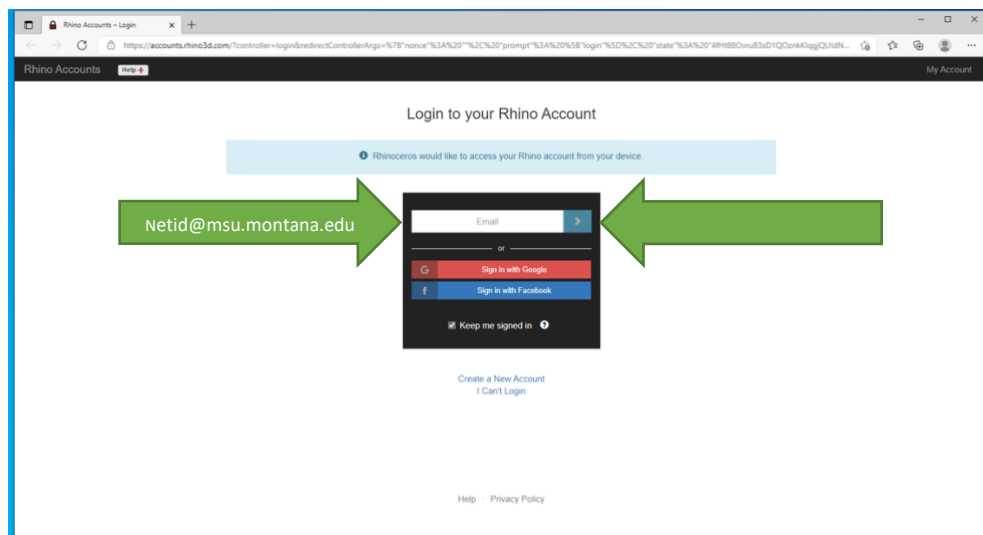 Rhino Accounts – Login
https://accounts.rhino3d.com/?controller=login&redirectControllerArgs=%7B"nonce"%3A%20""%2C%20"prompt"%3A%20%5B"login"%5D%2C%20"state"%3A%20"
Rhino Accounts
Help
My Account
Login to your Rhino Account
Rhinoceros would like to access your Rhino account from your device.
Netid@msu.montana.edu
Email
or
G Sign in with Google
f Sign in with Facebook
Keep me signed in ?
Create a New Account
I Can't Login
Help · Privacy Policy